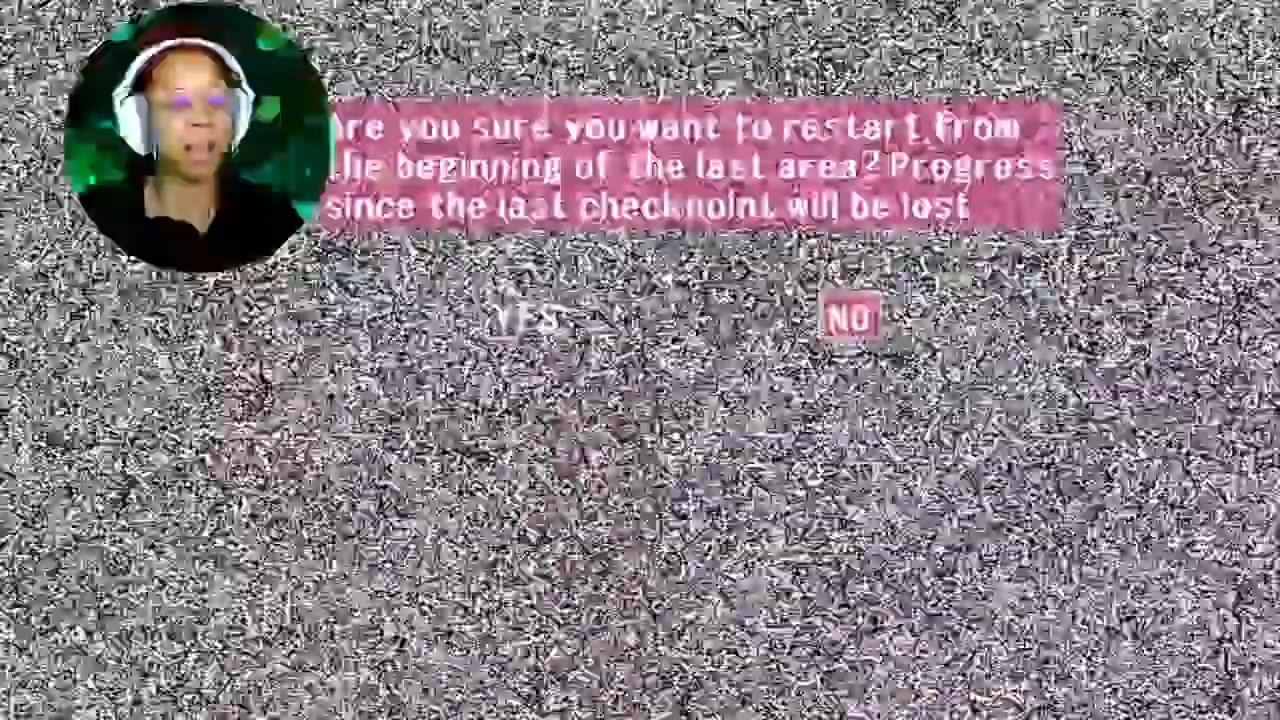 are you sure you want to restart from
the beginning of the last area? Progress
since the last checkpoint will be lost
YES NO